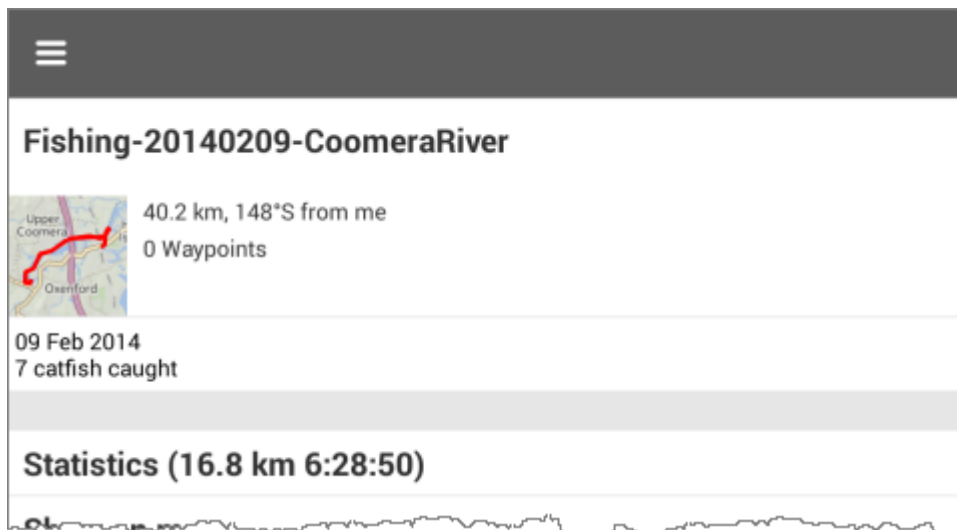 Fishing-20140209-CoomeraRiver
40.2 km, 148°S from me
0 Waypoints
Upper
Coomera
Oxenford
09 Feb 2014
7 catfish caught
Statistics (16.8 km 6:28:50)